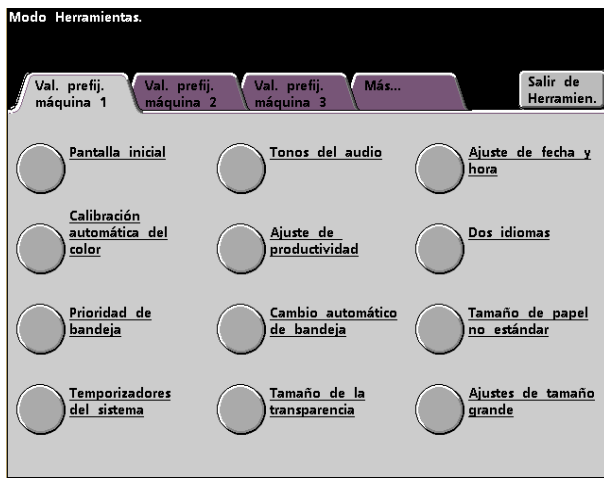 Modo Herramientas.
Val. prefij.
máquina 1
Val. prefij.
máquina 2
Val. prefij.
máquina 3
Más...
Salir de
Herramien.
Pantalla inicial
Tonos del audio
Ajuste de fecha y
hora
Calibración
automática del
color
Ajuste de
productividad
Dos idiomas
Prioridad de
bandeja
Cambio automático
de bandeja
Tamaño de papel
no estándar
Temporizadores
del sistema
Tamaño de la
transparencia
Ajustes de tamaño
grande